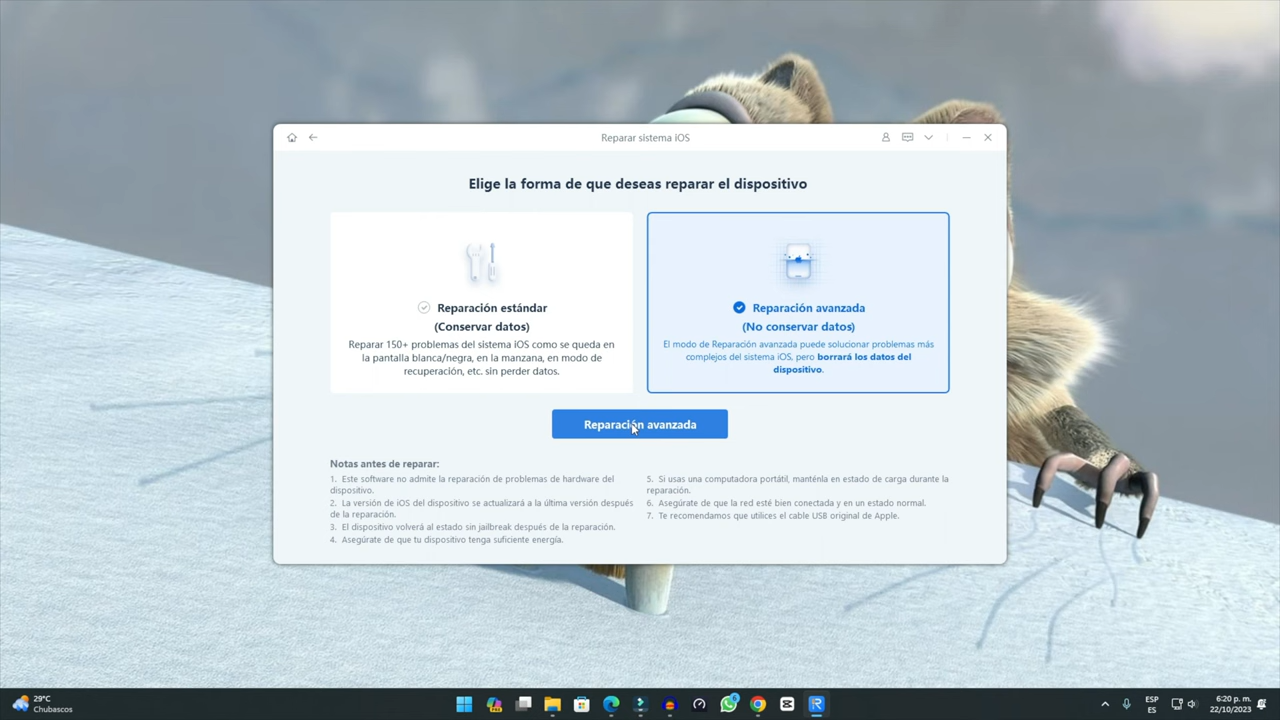 Reparar sistema iOS
Elige la forma de que deseas reparar el dispositivo
Reparación estándar
(Conservar datos)
Reparar 150+ problemas del sistema iOS como se queda en
la pantalla blanca/negra, en la manzana, en modo de
recuperación, etc. sin perder datos.
Reparación avanzada
(No conservar datos)
El modo de Reparación avanzada puede solucionar problemas más
complejos del sistema iOS, pero borrará los datos del
dispositivo.
Reparación avanzada
Notas antes de reparar:
1. Este software no admite la reparación de problemas de hardware del
dispositivo.
2. La versión de iOS del dispositivo se actualizará a la última versión después
de la reparación.
3. El dispositivo volverá al estado sin jailbreak después de la reparación.
4. Asegúrate de que tu dispositivo tenga suficiente energía.
5. Si usas una computadora portátil, manténla en estado de carga durante la
reparación.
6. Asegúrate de que la red esté bien conectada y en un estado normal.
7. Te recomendamos que utilices el cable USB original de Apple.
29°C
Chubascos
ESP
ES
6:20 p. m.
22/10/2023